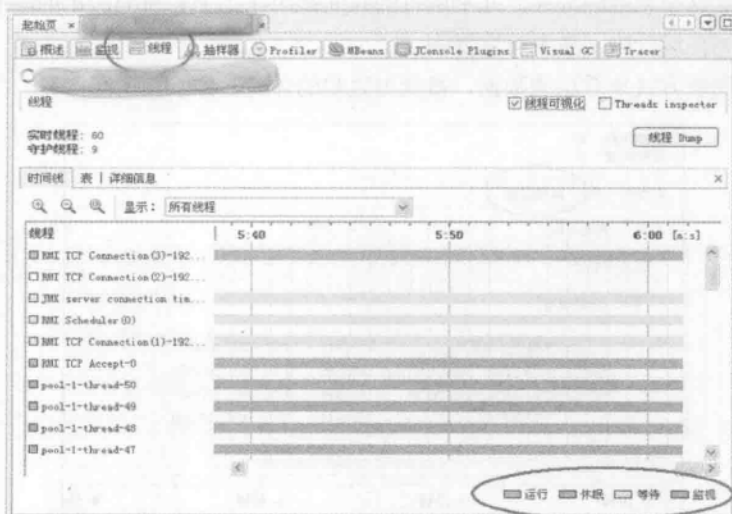 起始页 ×
概述 监视 线程 抽样器 Profiler MBeans JConsole Plugins Visual GC Tracer
线程
线程可视化 Threads inspector
实时线程: 60
守护线程: 9
线程 Dump
时间线 表 详细信息 ×
显示: 所有线程
线程 5:40 5:50 6:00 [m:s]
RMI TCP Connection(3)-192...
RMI TCP Connection(2)-192...
JMX server connection tim...
RMI Scheduler(0)
RMI TCP Connection(1)-192...
RMI TCP Accept-0
pool-1-thread-50
pool-1-thread-49
pool-1-thread-48
pool-1-thread-47
运行 休眠 等待 监视